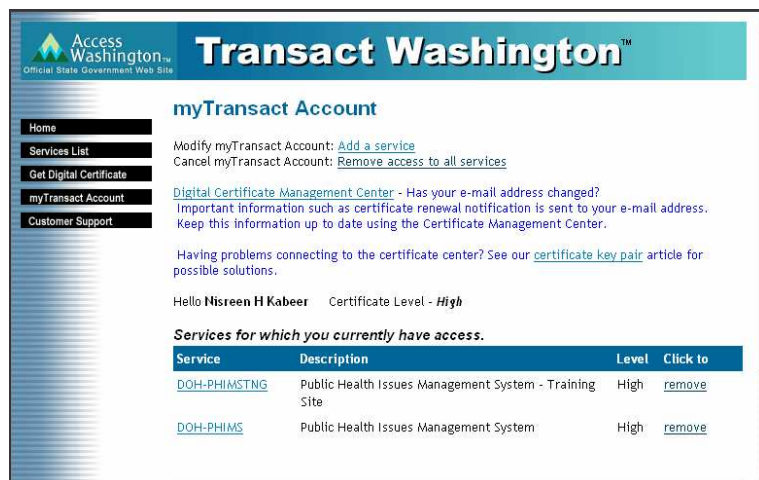 Access
Washington™
Official State Government Web Site
Transact Washington™
myTransact Account
Home
Services List
Get Digital Certificate
myTransact Account
Customer Support
Modify myTransact Account: Add a service
Cancel myTransact Account: Remove access to all services
Digital Certificate Management Center - Has your e-mail address changed?
Important information such as certificate renewal notification is sent to your e-mail address.
Keep this information up to date using the Certificate Management Center.
Having problems connecting to the certificate center? See our certificate key pair article for
possible solutions.
Hello Nisreen H Kabeer Certificate Level - High
Services for which you currently have access.
Service Description Level Click to
DOH-PHIMSTNG Public Health Issues Management System - Training High remove
Site
DOH-PHIMS Public Health Issues Management System High remove